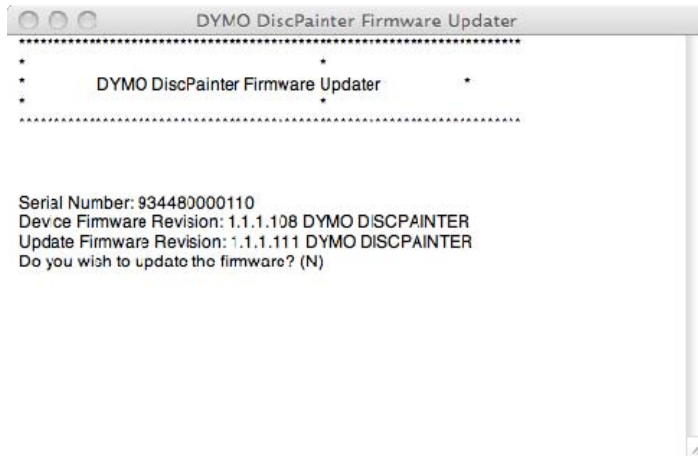 DYMO DiscPainter Firmware Updater
************************************************************************
* *
* DYMO DiscPainter Firmware Updater *
* *
************************************************************************
Serial Number: 934480000110
Device Firmware Revision: 1.1.1.108 DYMO DISCPAINTER
Update Firmware Revision: 1.1.1.111 DYMO DISCPAINTER
Do you wish to update the firmware? (N)